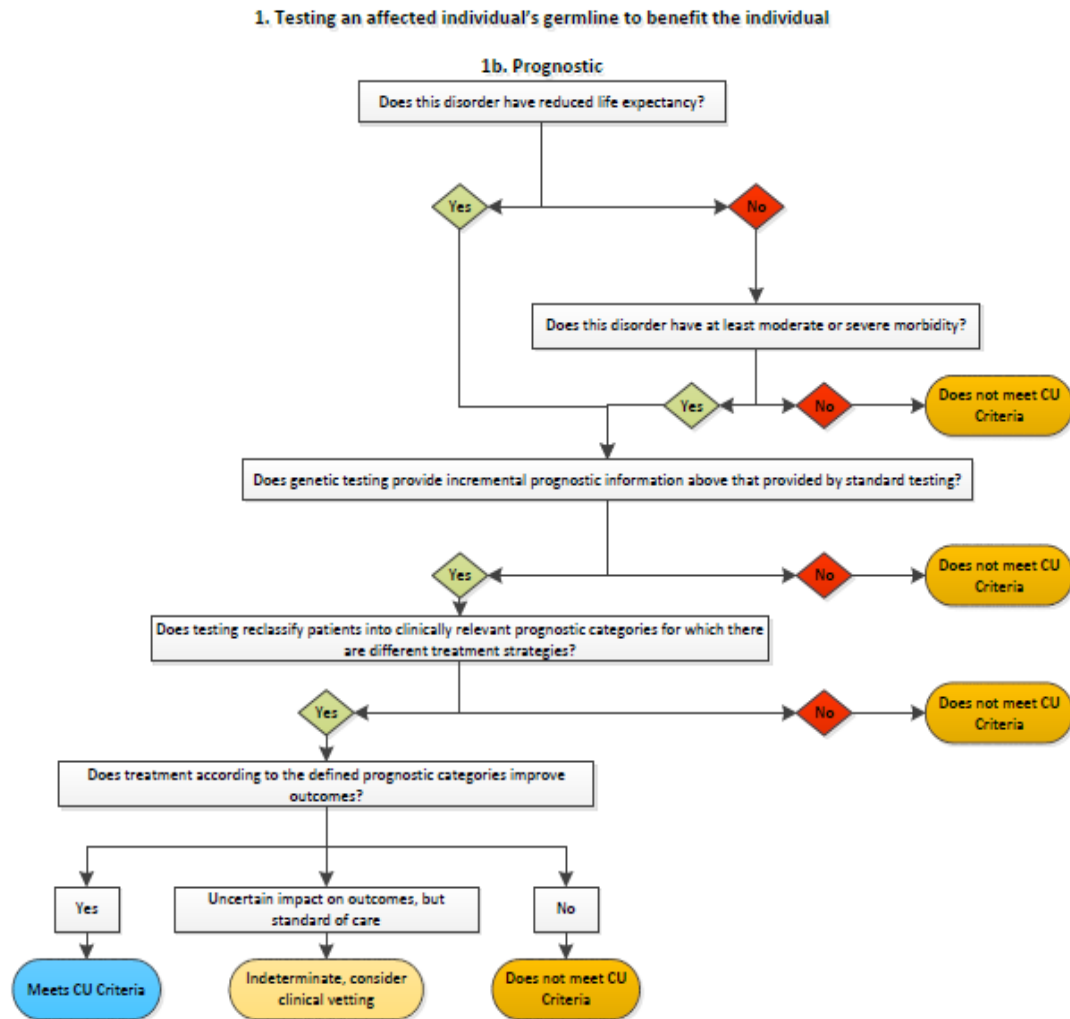 1. Testing an affected individual's germline to benefit the individual
1b. Prognostic
Does this disorder have reduced life expectancy?
Yes
No
Does this disorder have at least moderate or severe morbidity?
Yes
No
Does not meet CU
Criteria
Does genetic testing provide incremental prognostic information above that provided by standard testing?
Yes
No
Does not meet CU
Criteria
Does testing reclassify patients into clinically relevant prognostic categories for which there
are different treatment strategies?
Yes
No
Does not meet CU
Criteria
Does treatment according to the defined prognostic categories improve
outcomes?
Yes
Uncertain impact on outcomes, but
standard of care
No
Meets CU Criteria
Indeterminate, consider
clinical vetting
Does not meet CU
Criteria